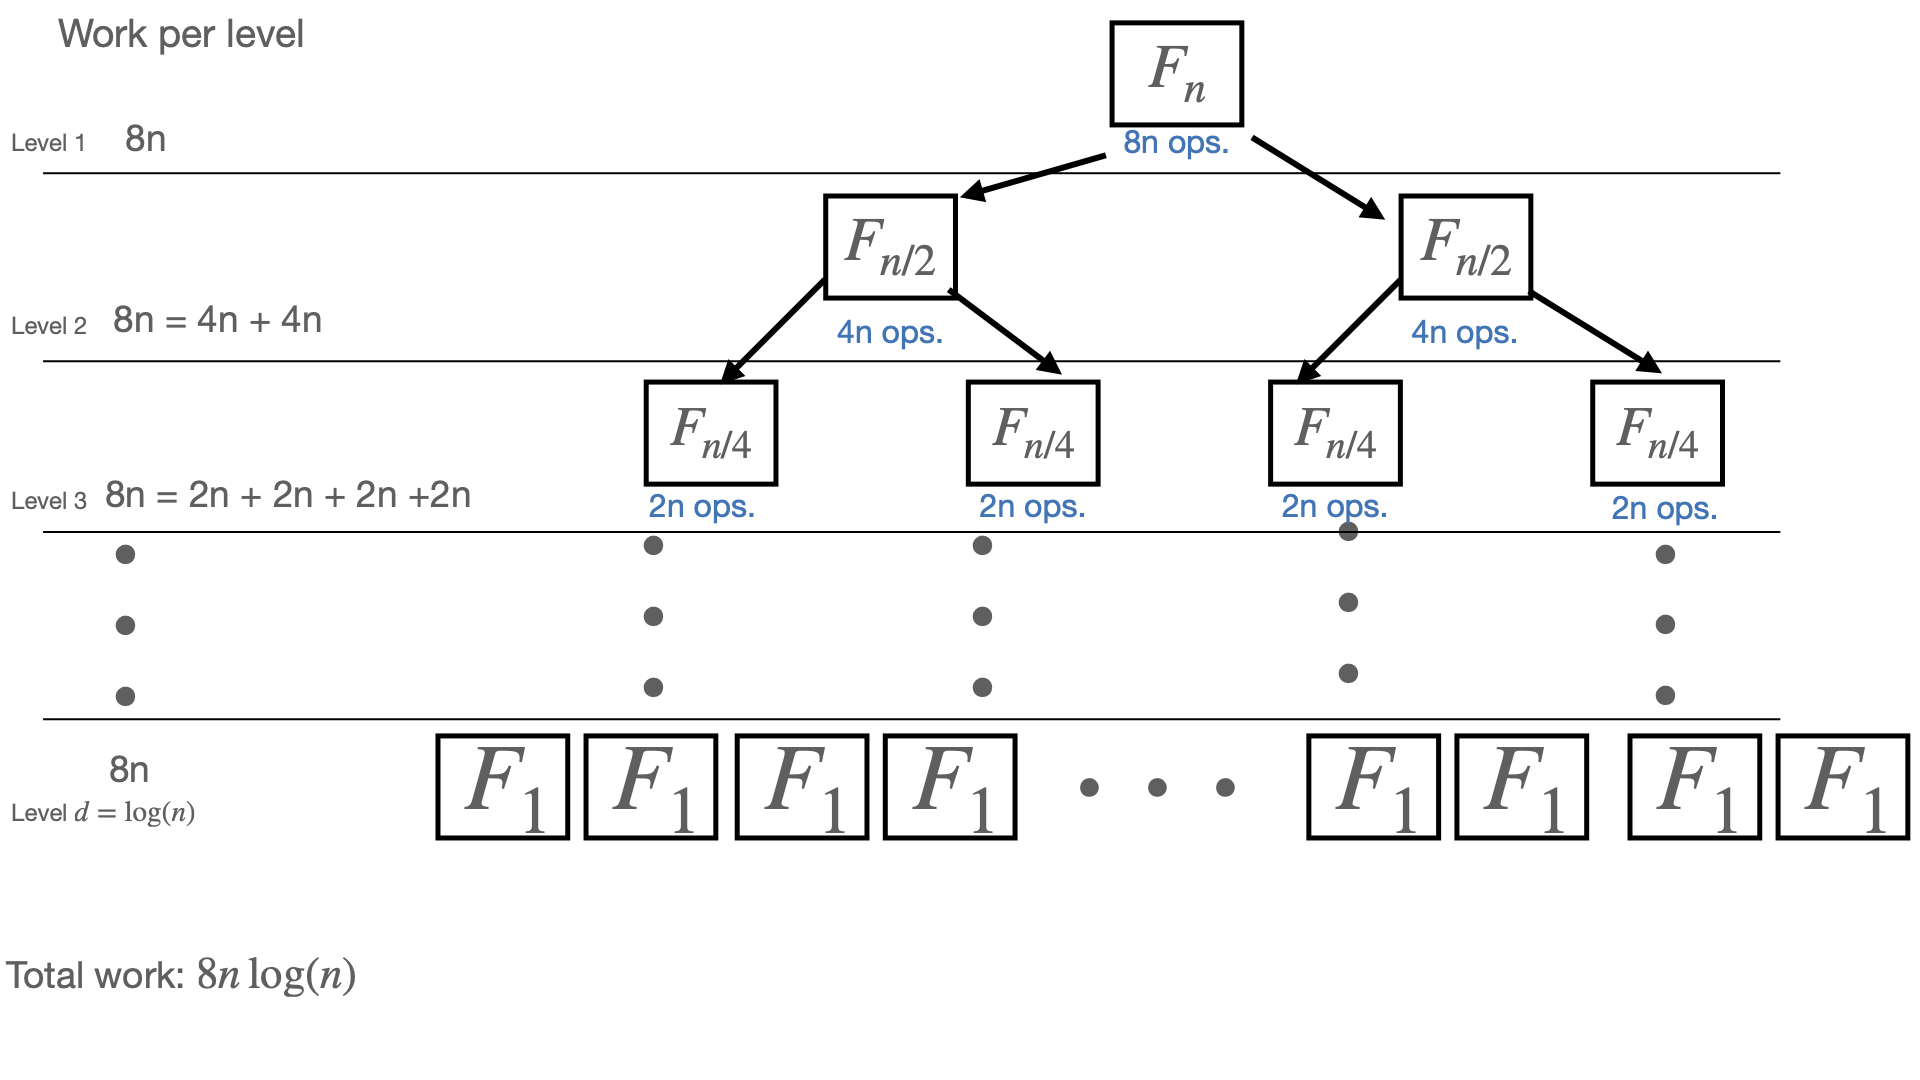 Work per level
F_n
Level 1 8n
8n ops.
F_{n/2} F_{n/2}
Level 2 8n = 4n + 4n
4n ops. 4n ops.
F_{n/4} F_{n/4} F_{n/4} F_{n/4}
Level 3 8n = 2n + 2n + 2n +2n
2n ops. 2n ops. 2n ops. 2n ops.
8n
F_1 F_1 F_1 F_1 • • • F_1 F_1 F_1 F_1
Level d = log(n)
Total work: 8n log(n)